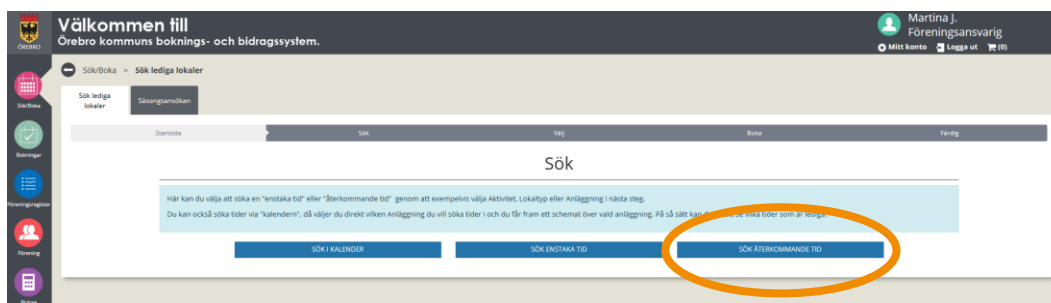 Välkommen till
Örebro kommuns boknings- och bidragssystem.
ÖREBRO
Martina J.
Föreningsansvarig
Mitt konto Logga ut (0)
Sök/Boka > Sök lediga lokaler
Sök lediga
lokaler
Säsongsansökan
Sök/Boka
Bokningar
Föreningsregister
Förening
Startsida
Sök
Välj
Boka
Färdig
Sök
Här kan du välja att söka en "enstaka tid" eller "återkommande tid" genom att exempelvis välja Aktivitet. Lokaltyp eller Anläggning i nästa steg.
Du kan också söka tider via "kalendern", då väljer du direkt vilken Anläggning du vill söka tider i och du får fram ett schemat över vald anläggning. På så sätt kan se vilka tider som är lediga.
SÖK I KALENDER
SÖK ENSTAKA TID
SÖK ÅTERKOMMANDE TID